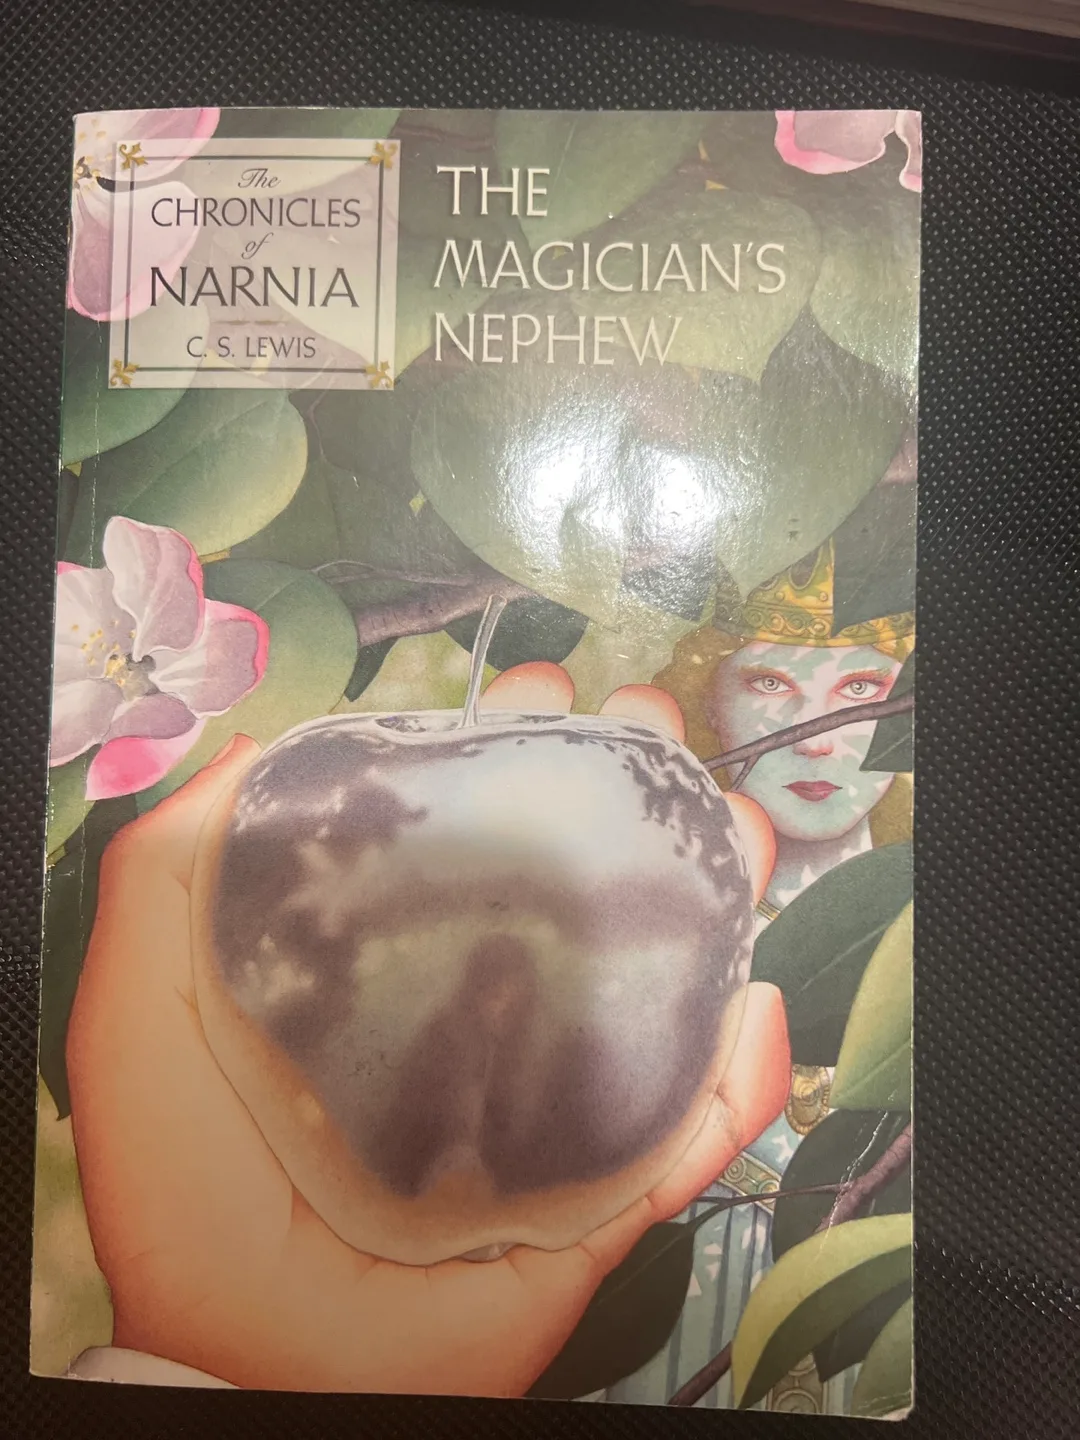 The
CHRONICLES
of
NARNIA
C. S. LEWIS
THE
MAGICIAN'S
NEPHEW